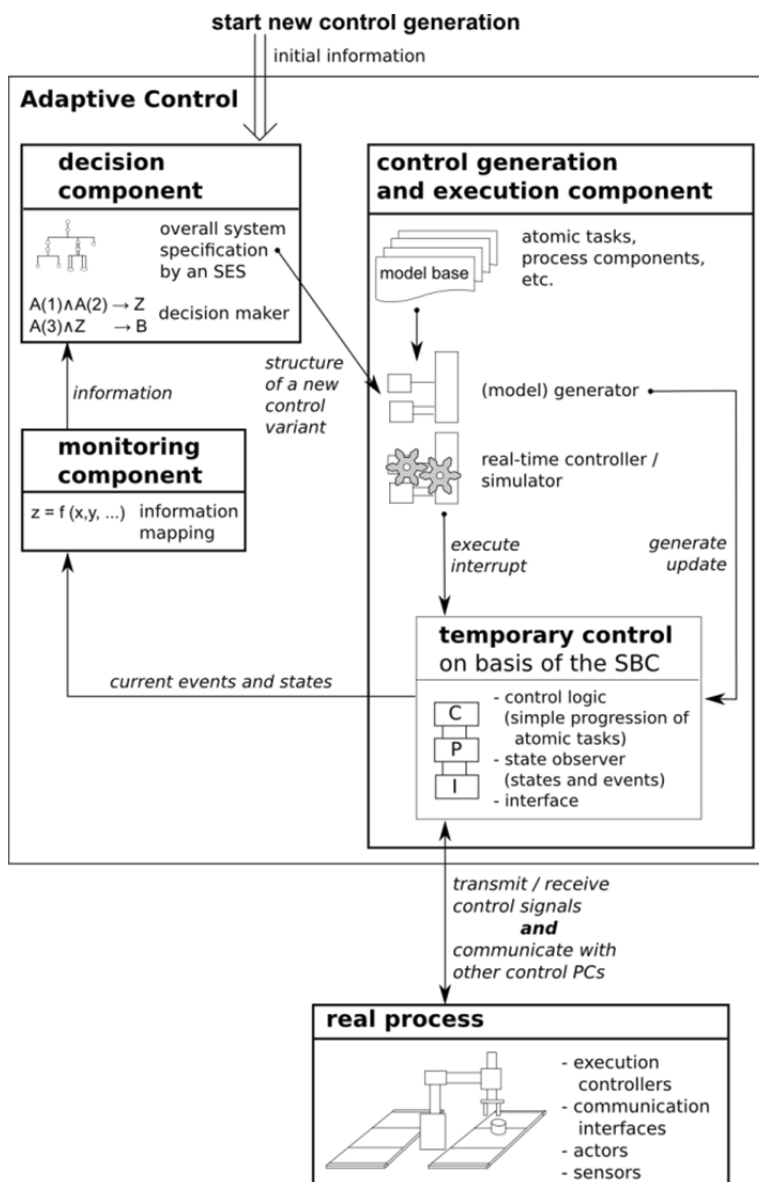 start new control generation
initial information
Adaptive Control
decision
component
overall system
specification
by an SES
A(1)∧A(2) → Z
A(3)∧Z → B
decision maker
information
monitoring
component
z = f (x,y, ...)
information
mapping
structure
of a new
control
variant
control generation
and execution component
model base
atomic tasks,
process components,
etc.
(model) generator
real-time controller /
simulator
execute
interrupt
generate
update
temporary control
on basis of the SBC
C
P
I
- control logic
(simple progression of
atomic tasks)
- state observer
(states and events)
- interface
current events and states
transmit / receive
control signals
and
communicate with
other control PCs
real process
- execution
controllers
- communication
interfaces
- actors
- sensors